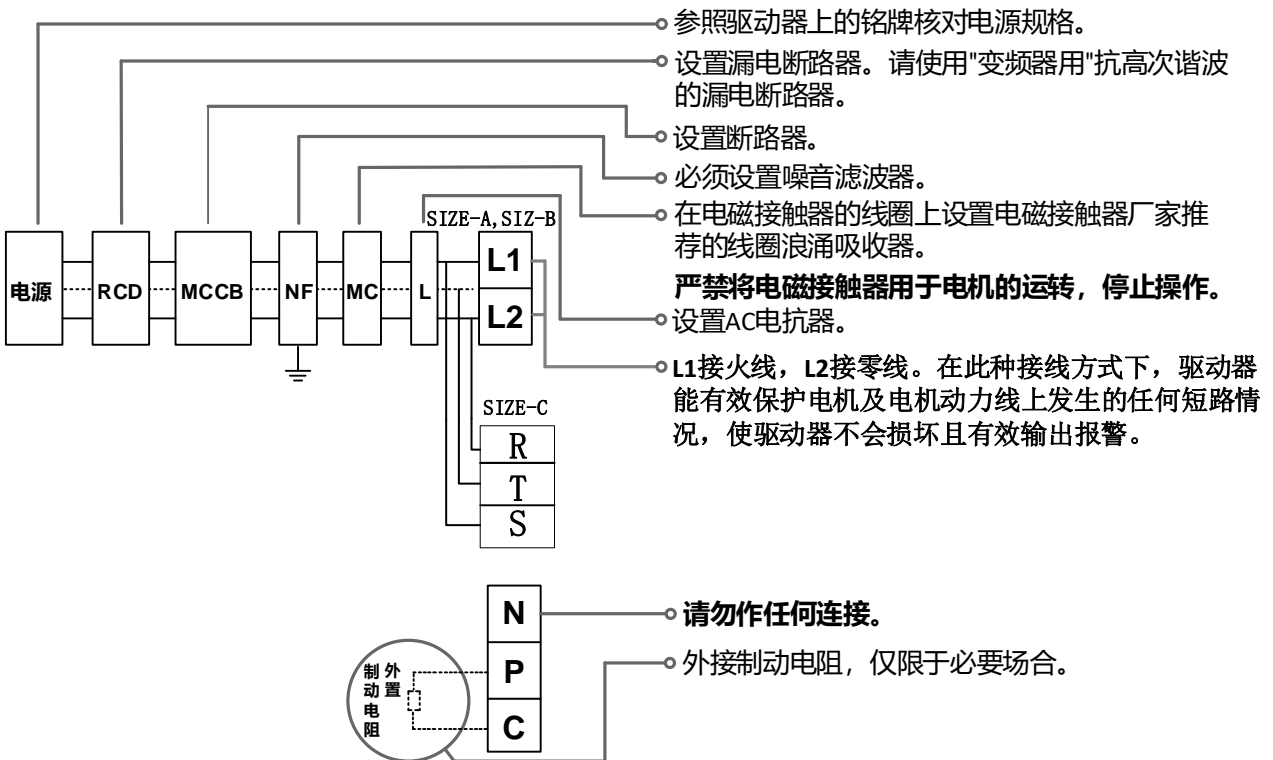 参照驱动器上的铭牌核对电源规格。
设置漏电断路器。请使用"变频器用"抗高次谐波
的漏电断路器。
设置断路器。
必须设置噪音滤波器。
在电磁接触器的线圈上设置电磁接触器厂家推
荐的线圈浪涌吸收器。
严禁将电磁接触器用于电机的运转，停止操作。
设置AC电抗器。
L1接火线，L2接零线。在此种接线方式下，驱动器
能有效保护电机及电机动力线上发生的任何短路情
况，使驱动器不会损坏且有效输出报警。
SIZE-A,SIZ-B
电源 RCD MCCB NF MC L
L1
L2
SIZE-C
R
T
S
N
P
C
请勿作任何连接。
外接制动电阻，仅限于必要场合。
外置
制动电阻